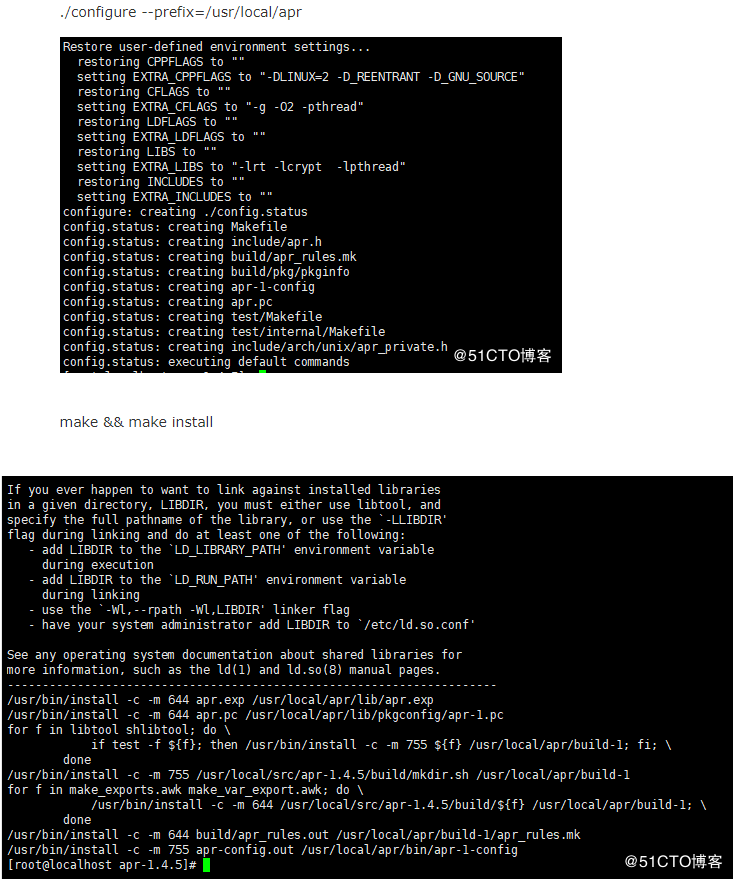 ./configure --prefix=/usr/local/apr
Restore user-defined environment settings...
  restoring CPPFLAGS to ""
  setting EXTRA_CPPFLAGS to "-DLINUX=2 -D_REENTRANT -D_GNU_SOURCE"
  restoring CFLAGS to ""
  setting EXTRA_CFLAGS to "-g -O2 -pthread"
  restoring LDFLAGS to ""
  setting EXTRA_LDFLAGS to ""
  restoring LIBS to ""
  setting EXTRA_LIBS to "-lrt -lcrypt  -lpthread"
  restoring INCLUDES to ""
  setting EXTRA_INCLUDES to ""
configure: creating ./config.status
config.status: creating Makefile
config.status: creating include/apr.h
config.status: creating build/apr_rules.mk
config.status: creating build/pkg/pkginfo
config.status: creating apr-1-config
config.status: creating apr.pc
config.status: creating test/Makefile
config.status: creating test/internal/Makefile
config.status: creating include/arch/unix/apr_private.h
config.status: executing default commands
@51CTO博客
make && make install
If you ever happen to want to link against installed libraries
in a given directory, LIBDIR, you must either use libtool, and
specify the full pathname of the library, or use the `-LLIBDIR'
flag during linking and do at least one of the following:
   - add LIBDIR to the `LD_LIBRARY_PATH' environment variable
     during execution
   - add LIBDIR to the `LD_RUN_PATH' environment variable
     during linking
   - use the `-Wl,--rpath -Wl,LIBDIR' linker flag
   - have your system administrator add LIBDIR to `/etc/ld.so.conf'
See any operating system documentation about shared libraries for
more information, such as the ld(1) and ld.so(8) manual pages.
----------------------------------------------------------------------
/usr/bin/install -c -m 644 apr.exp /usr/local/apr/lib/apr.exp
/usr/bin/install -c -m 644 apr.pc /usr/local/apr/lib/pkgconfig/apr-1.pc
for f in libtool shlibtool; do \
            if test -f ${f}; then /usr/bin/install -c -m 755 ${f} /usr/local/apr/build-1; fi; \
        done
/usr/bin/install -c -m 755 /usr/local/src/apr-1.4.5/build/mkdir.sh /usr/local/apr/build-1
for f in make_exports.awk make_var_export.awk; do \
            /usr/bin/install -c -m 644 /usr/local/src/apr-1.4.5/build/${f} /usr/local/apr/build-1; \
        done
/usr/bin/install -c -m 644 build/apr_rules.out /usr/local/apr/build-1/apr_rules.mk
/usr/bin/install -c -m 755 apr-config.out /usr/local/apr/bin/apr-1-config
[root@localhost apr-1.4.5]#
@51CTO博客